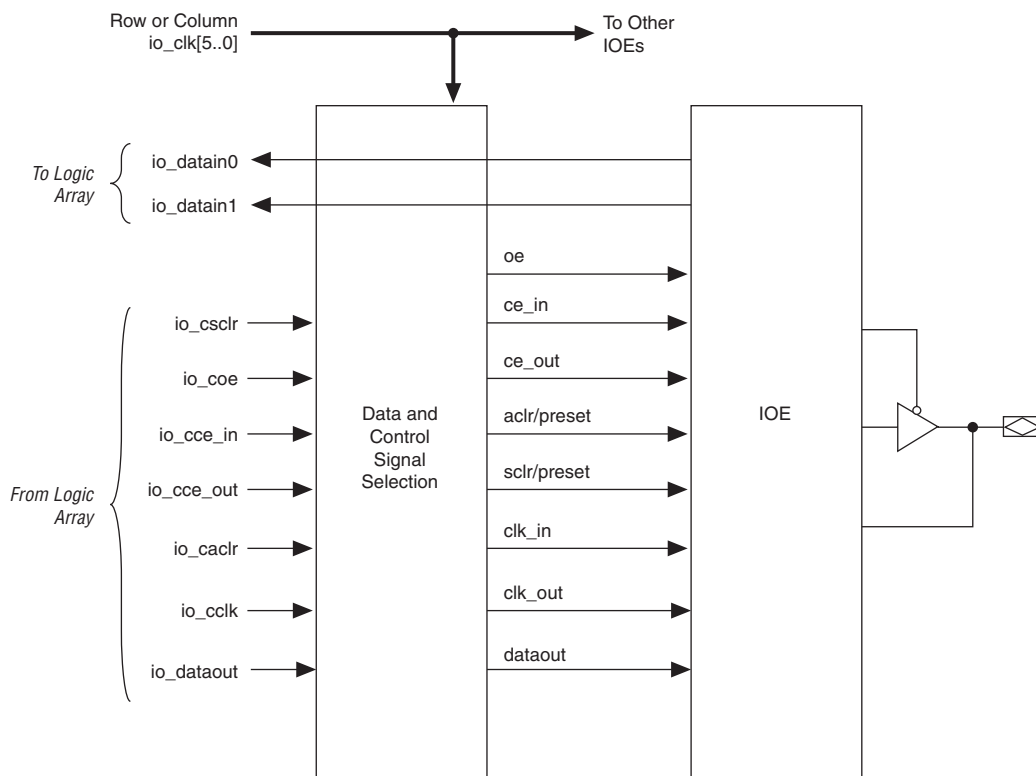 Row or Column
io_clk[5..0]
To Other
IOEs
To Logic
Array
io_datain0
io_datain1
oe
ce_in
ce_out
aclr/preset
sclr/preset
clk_in
clk_out
dataout
From Logic
Array
io_csclr
io_coe
io_cce_in
io_cce_out
io_caclr
io_cclk
io_dataout
Data and
Control
Signal
Selection
IOE